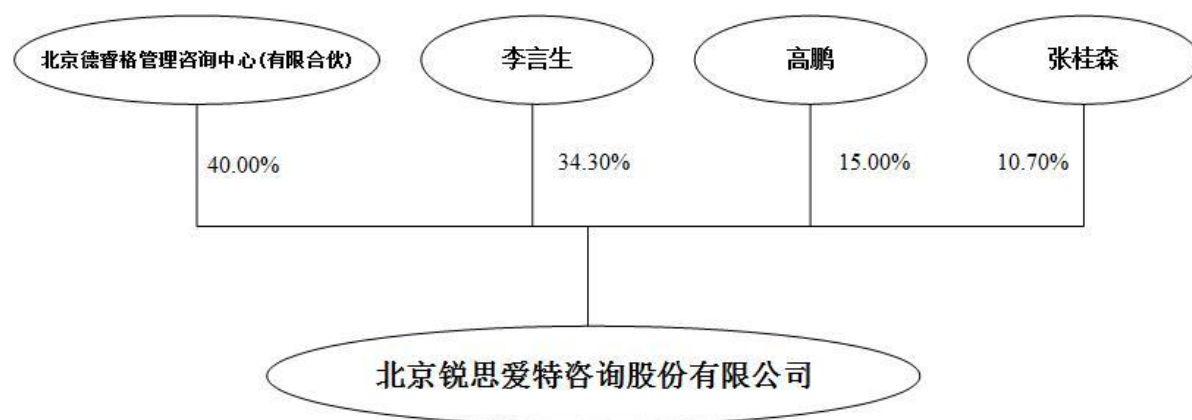 北京德睿格管理咨询中心(有限合伙)
李言生
高鹏
张桂森
40.00%
34.30%
15.00%
10.70%
北京锐思爱特咨询股份有限公司